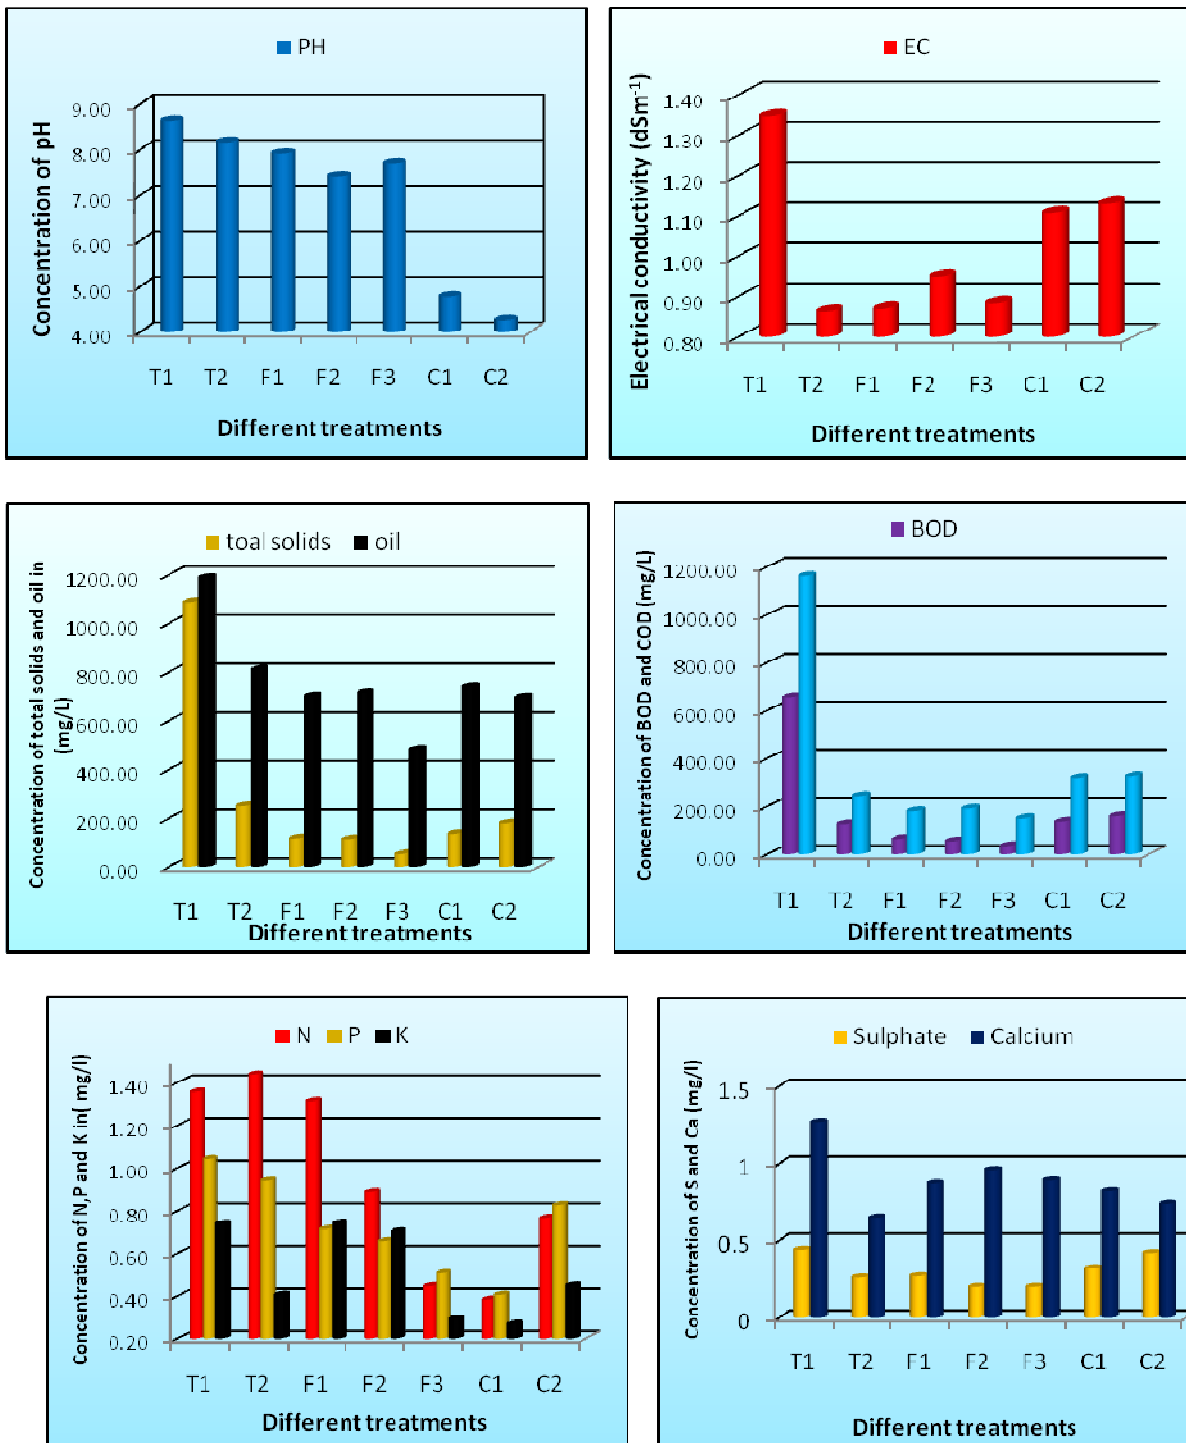 PH
Concentration of pH
9.00
8.00
7.00
6.00
5.00
4.00
T1 T2 F1 F2 F3 C1 C2
Different treatments
EC
Electrical conductivity (dSm-1)
1.40
1.30
1.20
1.10
1.00
0.90
0.80
T1 T2 F1 F2 F3 C1 C2
Different treatments
toal solids oil
Concentration of total solids and oil in
(mg/L)
1200.00
1000.00
800.00
600.00
400.00
200.00
0.00
T1 T2 F1 F2 F3 C1 C2
Different treatments
BOD
Concentration of BOD and COD (mg/L)
1200.00
1000.00
800.00
600.00
400.00
200.00
0.00
T1 T2 F1 F2 F3 C1 C2
Different treatments
N P K
Concentration of N,P and K in( mg/l)
1.40
1.20
1.00
0.80
0.60
0.40
0.20
T1 T2 F1 F2 F3 C1 C2
Different treatments
Sulphate Calcium
Concentration of S and Ca (mg/l)
1.5
1
0.5
0
T1 T2 F1 F2 F3 C1 C2
Different treatments